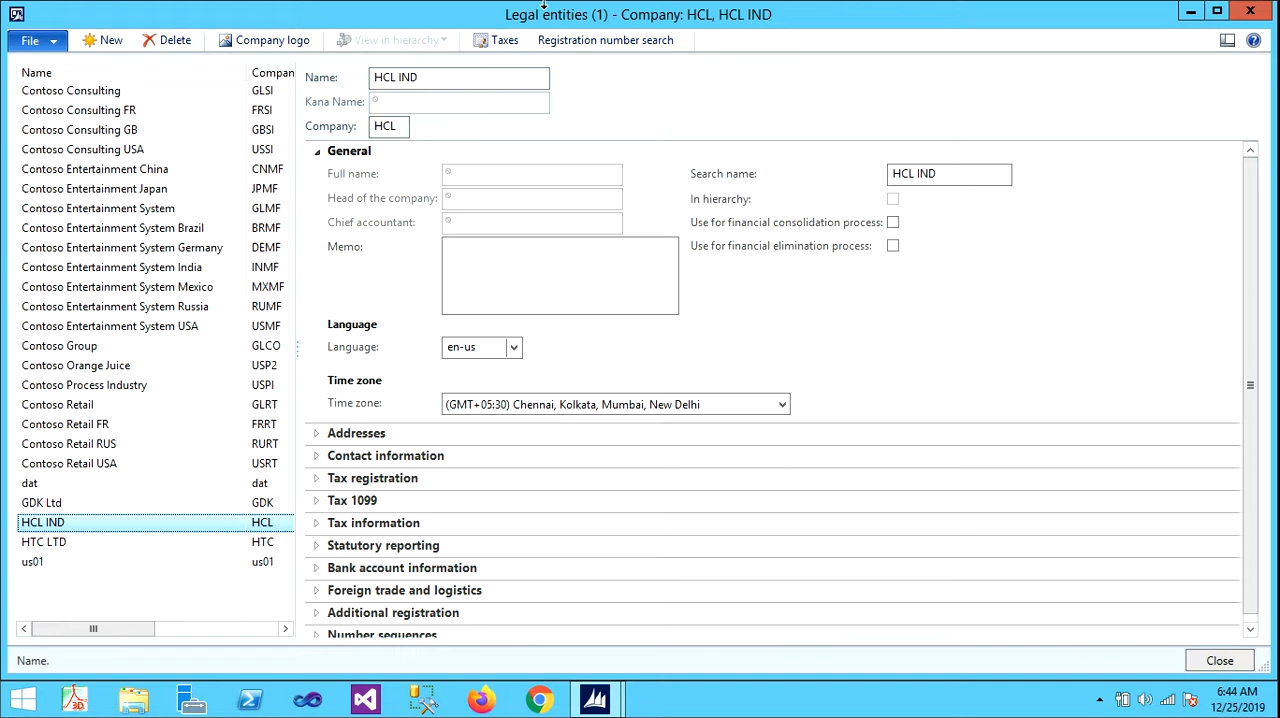 Legal entities (1) - Company: HCL, HCL IND
File New Delete Company logo View in hierarchy Taxes Registration number search
Name Compan
Contoso Consulting GLSI
Contoso Consulting FR FRSI
Contoso Consulting GB GBSI
Contoso Consulting USA USSI
Contoso Entertainment China CNMF
Contoso Entertainment Japan JPMF
Contoso Entertainment System GLMF
Contoso Entertainment System Brazil BRMF
Contoso Entertainment System Germany DEMF
Contoso Entertainment System India INMF
Contoso Entertainment System Mexico MXMF
Contoso Entertainment System Russia RUMF
Contoso Entertainment System USA USMF
Contoso Group GLCO
Contoso Orange Juice USP2
Contoso Process Industry USPI
Contoso Retail GLRT
Contoso Retail FR FRRT
Contoso Retail RUS RURT
Contoso Retail USA USRT
dat dat
GDK Ltd GDK
HCL IND HCL
HTC LTD HTC
us01 us01
Name: HCL IND
Kana Name:
Company: HCL
General
Full name:
Head of the company:
Chief accountant:
Memo:
Search name: HCL IND
In hierarchy:
Use for financial consolidation process:
Use for financial elimination process:
Language
Language: en-us
Time zone
Time zone: (GMT+05:30) Chennai, Kolkata, Mumbai, New Delhi
Addresses
Contact information
Tax registration
Tax 1099
Tax information
Statutory reporting
Bank account information
Foreign trade and logistics
Additional registration
Number sequences
Name. Close
6:44 AM
12/25/2019